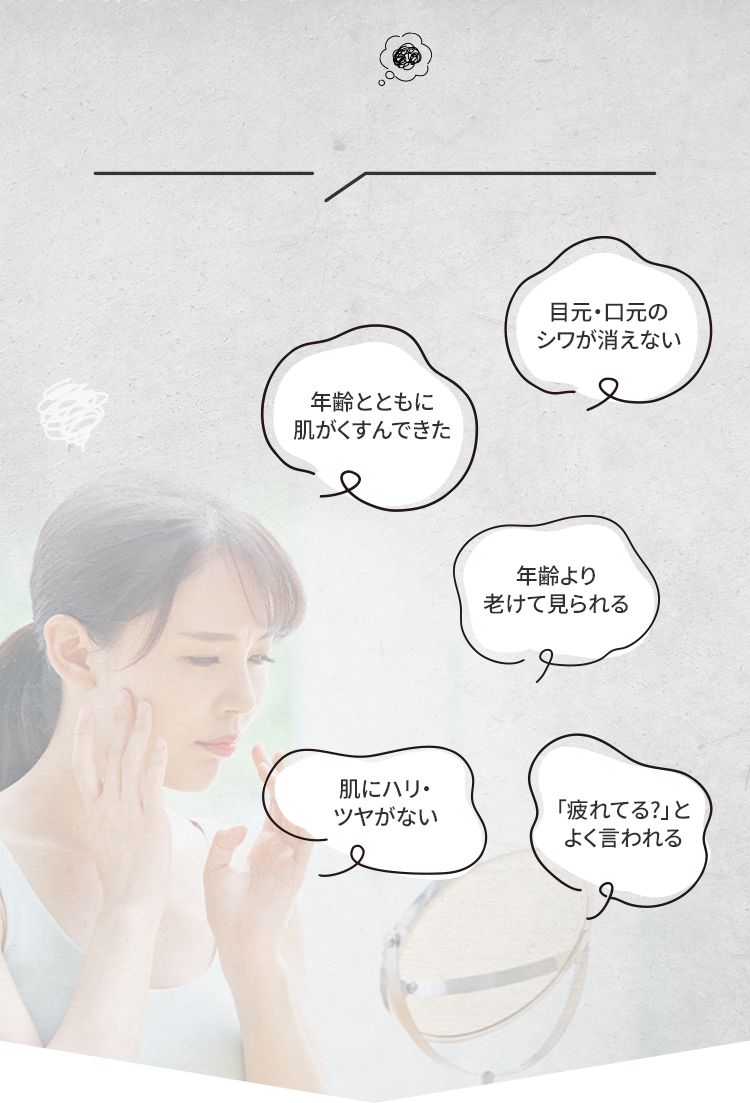 目元・口元の
シワが消えない
年齢とともに
肌がくすんできた
年齢より
老けて見られる
肌にハリ・
ツヤがない
「疲れてる?」と
よく言われる